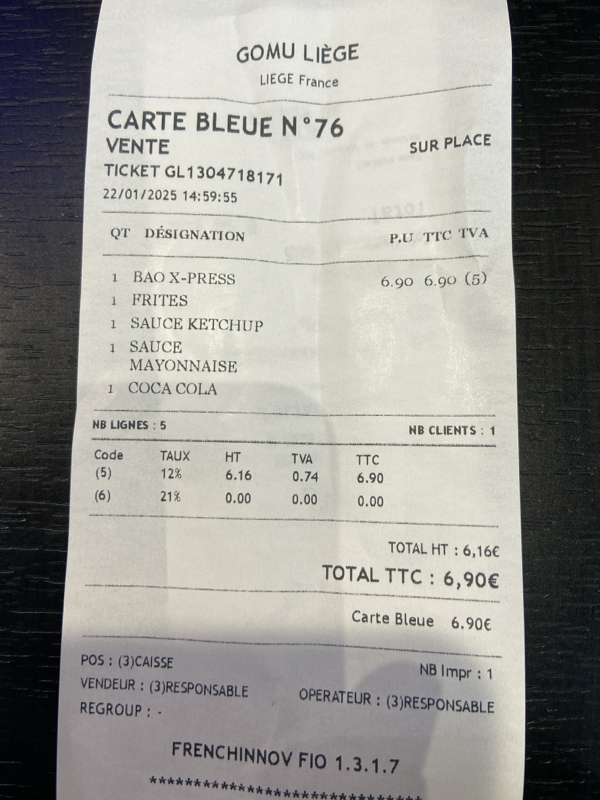 GOMU LIÈGE
LIEGE France
CARTE BLEUE N°76
VENTE SUR PLACE
TICKET GL1304718171
22/01/2025 14:59:55
QT DÉSIGNATION P.U TTC TVA
1 BAO X-PRESS 6.90 6.90 (5)
1 FRITES
1 SAUCE KETCHUP
1 SAUCE
MAYONNAISE
1 COCA COLA
NB LIGNES : 5 NB CLIENTS : 1
Code TAUX HT TVA TTC
(5) 12% 6.16 0.74 6.90
(6) 21% 0.00 0.00 0.00
TOTAL HT : 6,16€
TOTAL TTC : 6,90€
Carte Bleue 6.90€
POS : (3)CAISSE NB Impr : 1
VENDEUR : (3)RESPONSABLE OPERATEUR : (3)RESPONSABLE
REGROUP : -
FRENCHINNOV FIO 1.3.1.7
****************************